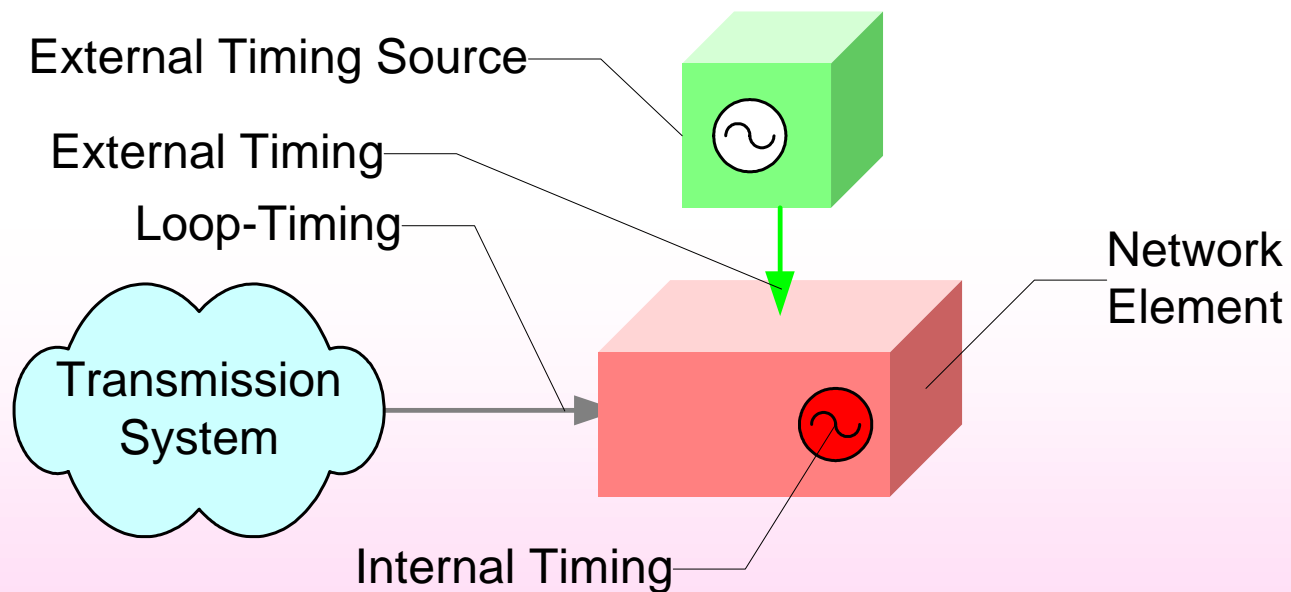 External Timing Source
External Timing
Loop-Timing
Network
Element
Transmission
System
Internal Timing